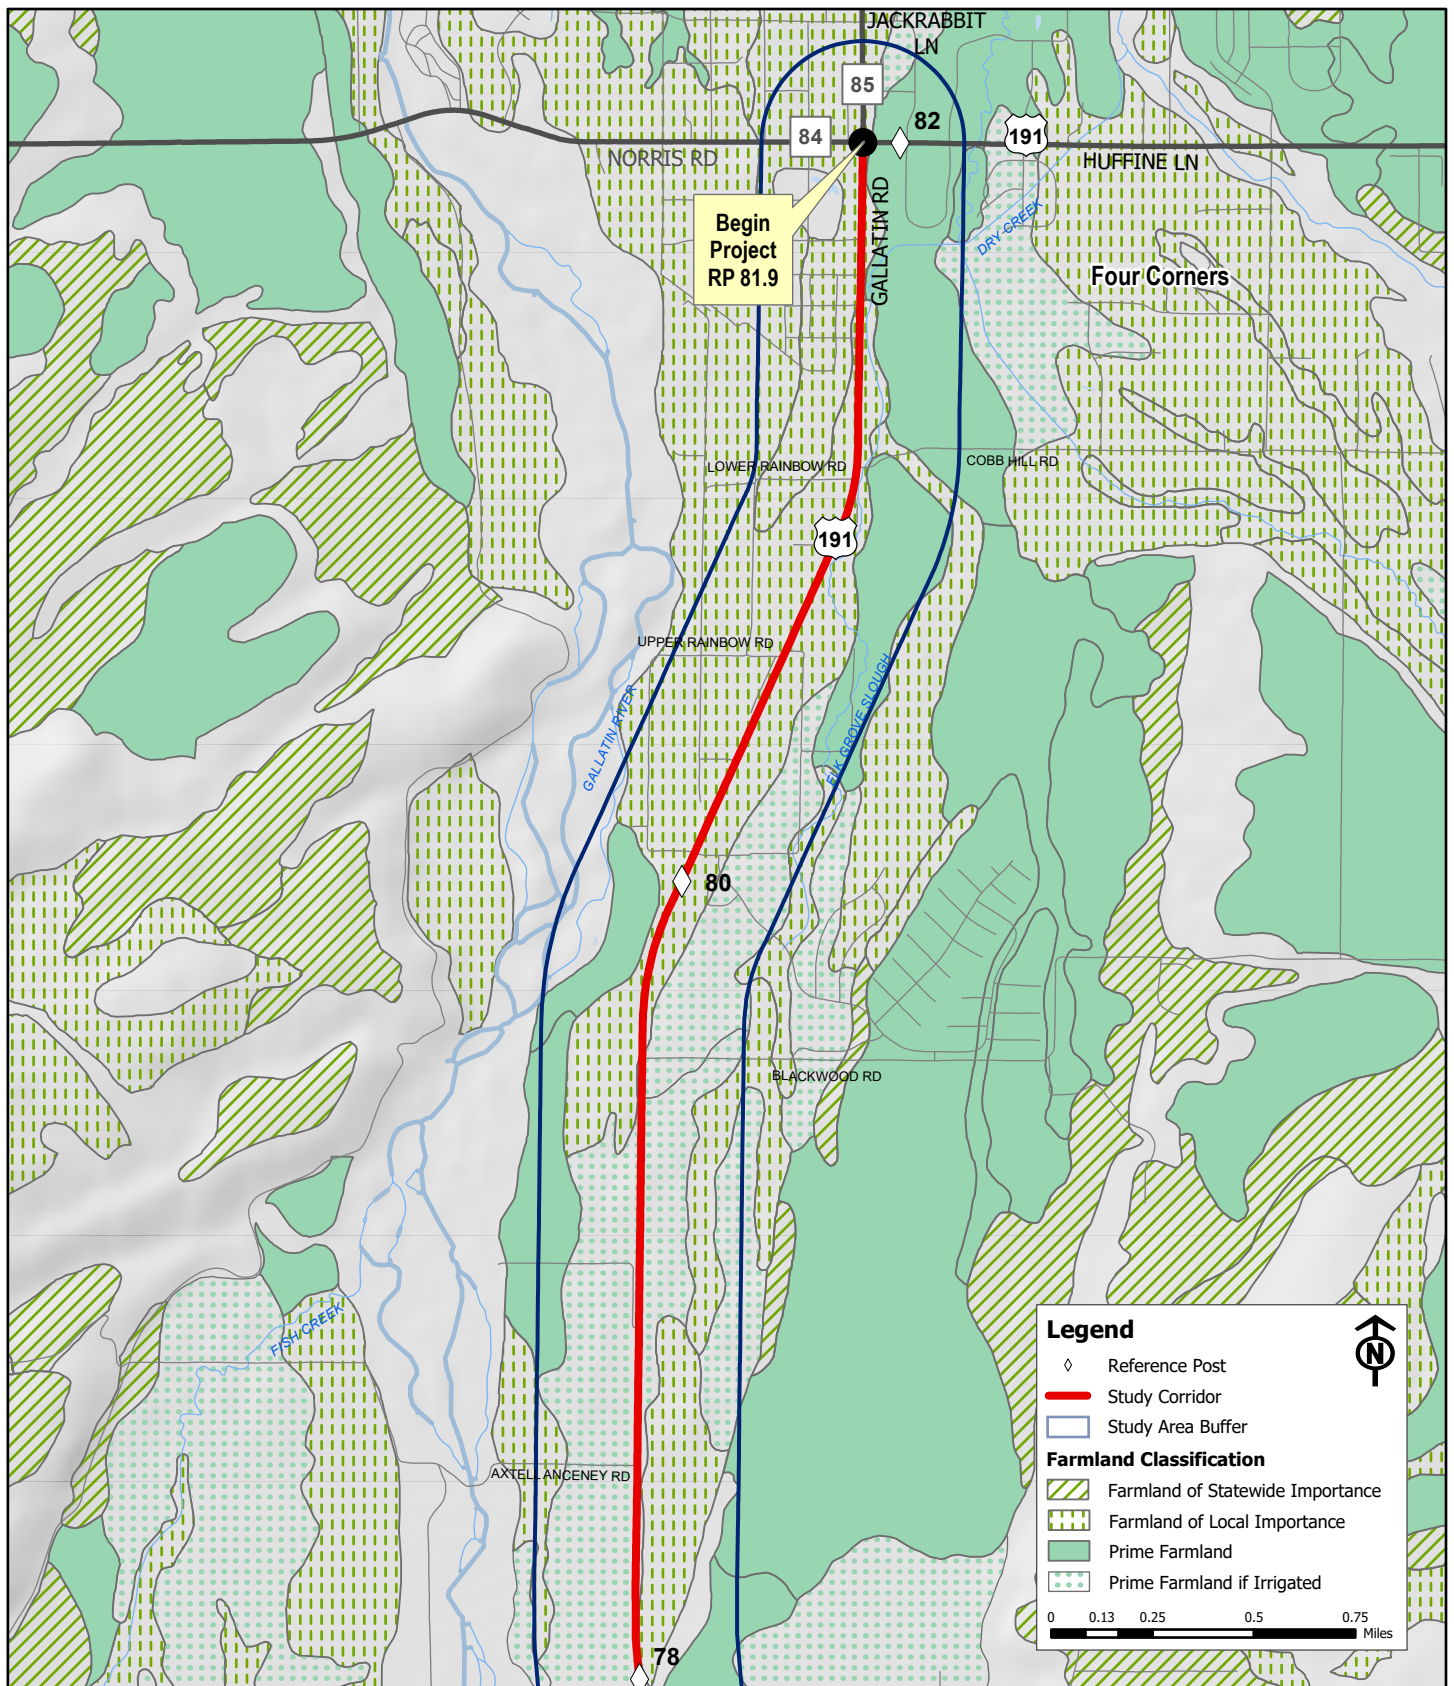 JACKRABBIT
LN
85
82
84
191
NORRIS RD
HUFFINE LN
Begin
Project
RP 81.9
GALLATIN RD
DRY CREEK
Four Corners
LOWER RAINBOW RD
COBB HILL RD
191
UPPER RAINBOW RD
GALLATIN RIVER
ELK GROVE SLOUGH
80
BLACKWOOD RD
FISH CREEK
AXTELL ANCENEY RD
78
Legend
N
Reference Post
Study Corridor
Study Area Buffer
Farmland Classification
Farmland of Statewide Importance
Farmland of Local Importance
Prime Farmland
Prime Farmland if Irrigated
0 0.13 0.25 0.5 0.75
Miles